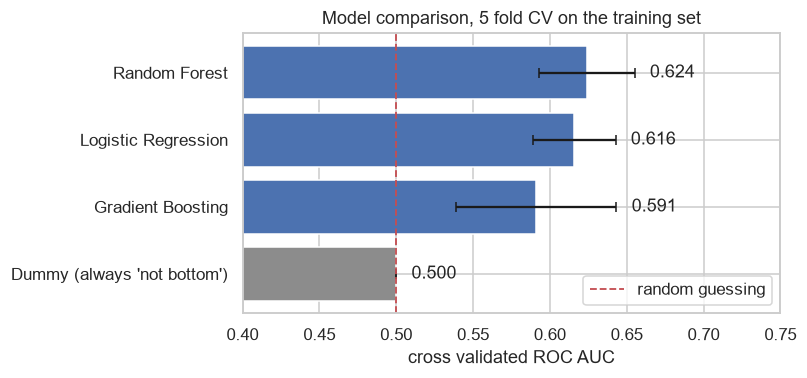 Model comparison, 5 fold CV on the training set
Random Forest
0.624
Logistic Regression
0.616
Gradient Boosting
0.591
Dummy (always 'not bottom')
0.500
random guessing
0.40 0.45 0.50 0.55 0.60 0.65 0.70 0.75
cross validated ROC AUC